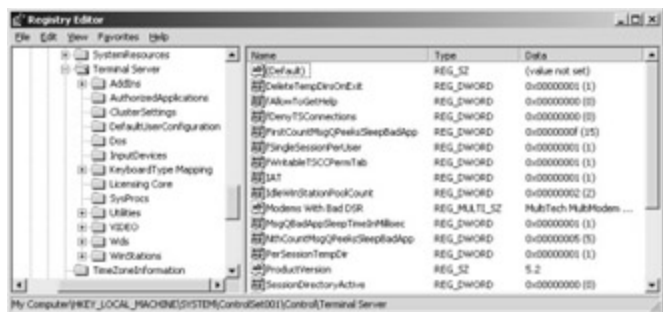 Registry Editor
File Edit View Favorites Help
SystemResources
Terminal Server
AddIns
AuthorizedApplications
ClusterSettings
DefaultUserConfiguration
Dos
InputDevices
KeyboardType Mapping
Licensing Core
SysProcs
Utilities
VIDEO
Wds
WinStations
TimeZoneInformation
Name Type Data
(Default) REG_SZ (value not set)
DeleteTempDirsOnExit REG_DWORD 0x00000001 (1)
fAllowToGetHelp REG_DWORD 0x00000000 (0)
fDenyTSConnections REG_DWORD 0x00000000 (0)
FirstCountMsgQPeeksSleepBadApp REG_DWORD 0x0000000f (15)
fSingleSessionPerUser REG_DWORD 0x00000001 (1)
fWritableTSCCPermTab REG_DWORD 0x00000001 (1)
IAT REG_DWORD 0x00000001 (1)
IdleWinStationPoolCount REG_DWORD 0x00000002 (2)
Modems With Bad DSR REG_MULTI_SZ MultiTech MultiModem ...
MsgQBadAppSleepTimeInMillisec REG_DWORD 0x00000001 (1)
NthCountMsgQPeeksSleepBadApp REG_DWORD 0x00000005 (5)
PerSessionTempDir REG_DWORD 0x00000001 (1)
ProductVersion REG_SZ 5.2
SessionDirectoryActive REG_DWORD 0x00000000 (0)
My Computer\HKEY_LOCAL_MACHINE\SYSTEM\ControlSet001\Control\Terminal Server